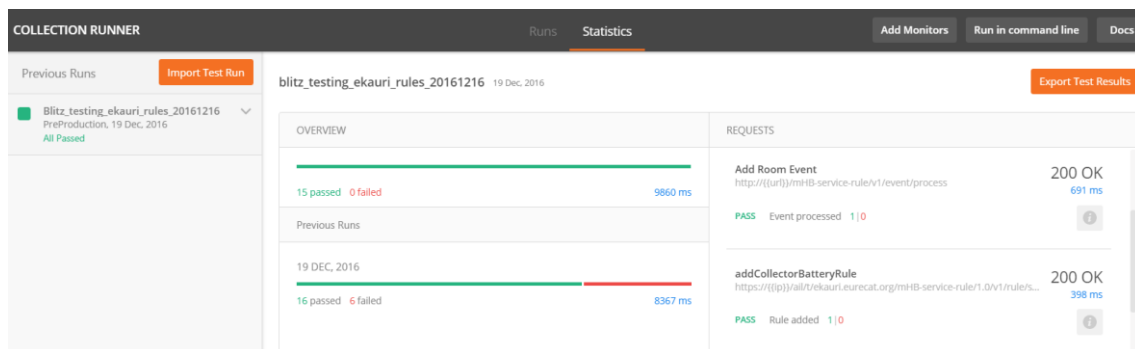 COLLECTION RUNNER
Runs
Statistics
Add Monitors
Run in command line
Docs
Previous Runs
Import Test Run
Blitz_testing_ekauri_rules_20161216
PreProduction, 19 Dec, 2016
All Passed
blitz_testing_ekauri_rules_20161216 19 Dec, 2016
Export Test Results
OVERVIEW
15 passed 0 failed 9860 ms
Previous Runs
19 DEC, 2016
16 passed 6 failed 8367 ms
REQUESTS
Add Room Event 200 OK
http://{{url}}/mHB-service-rule/v1/event/process 691 ms
PASS Event processed 1|0
addCollectorBatteryRule 200 OK
https://{{ip}}/ail/t/ekauri.eurecat.org/mHB-service-rule/1.0/v1/rule/s... 398 ms
PASS Rule added 1|0